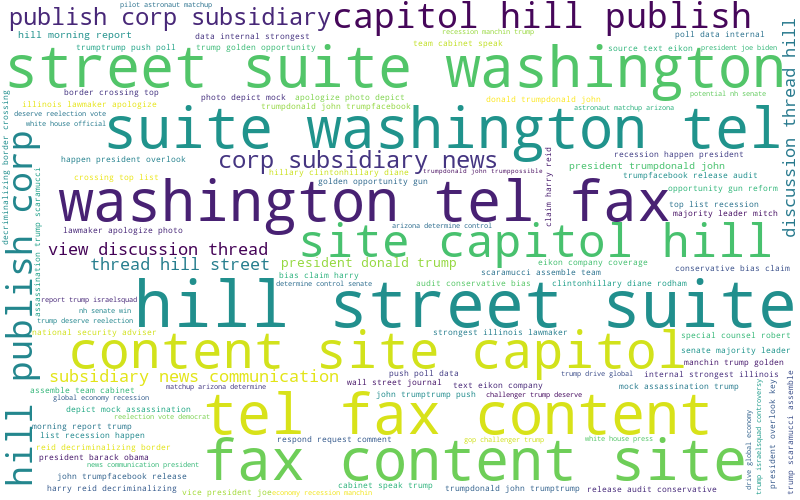 pilot astronaut matchup
publish corp subsidiary
capitol hill publish
hill morning report
data internal strongest
recession manchin trump
poll data internal
trumptrump push poll
trump golden opportunity
team cabinet speak
source text eikon
president joe biden
street suite washington
border crossing top
potential nh senate
illinois lawmaker apologize
photo depict mock
apologize photo depict
donald trumpdonald john
trumpdonald john trumpfacebook
astronaut matchup arizona
deserve reelection vote
white house official
suite washington tel
discussion thread hill
decriminalizing border crossing
happen president overlook
corp subsidiary news
recession happen president
president trumpdonald john
claim harry reid
hillary clintonhillary diane
trumpdonald john trumppossible
trumpfacebook release audit
crossing top list
golden opportunity gun
opportunity gun reform
washington tel fax
top list recession
majority leader mitch
assassination trump scaramucci
lawmaker apologize photo
arizona determine control
site capitol hill
view discussion thread
thread hill street
president donald trump
eikon company coverage
bias claim harry
scaramucci assemble team
conservative bias claim
determine control senate
audit conservative bias
clintonhillary diane rodham
hill street suite
report trump israelsquad
nh senate win
trump deserve reelection
national security adviser
strongest illinois lawmaker
special counsel robert
content site capitol
senate majority leader
manchin trump golden
subsidiary news communication
push poll data
trump drive global
internal strongest illinois
wall street journal
text eikon company
mock assassination trump
matchup arizona determine
assemble team cabinet
global economy recession
john trumptrump push
challenger trump deserve
depict mock assassination
reelection vote democrat
tel fax content
hill publish corp
morning report trump
list recession happen
respond request comment
gop challenger trump
white house press
reid decriminalizing border
president barack obama
fax content site
news communication president
john trumpfacebook release
cabinet speak trump
harry reid decriminalizing
vice president joe
economy recession manchin
trumpdonald john trumptrump
release audit conservative
drive global economy
trump israelsquad controversy
president overlook key
trump scaramucci assemble